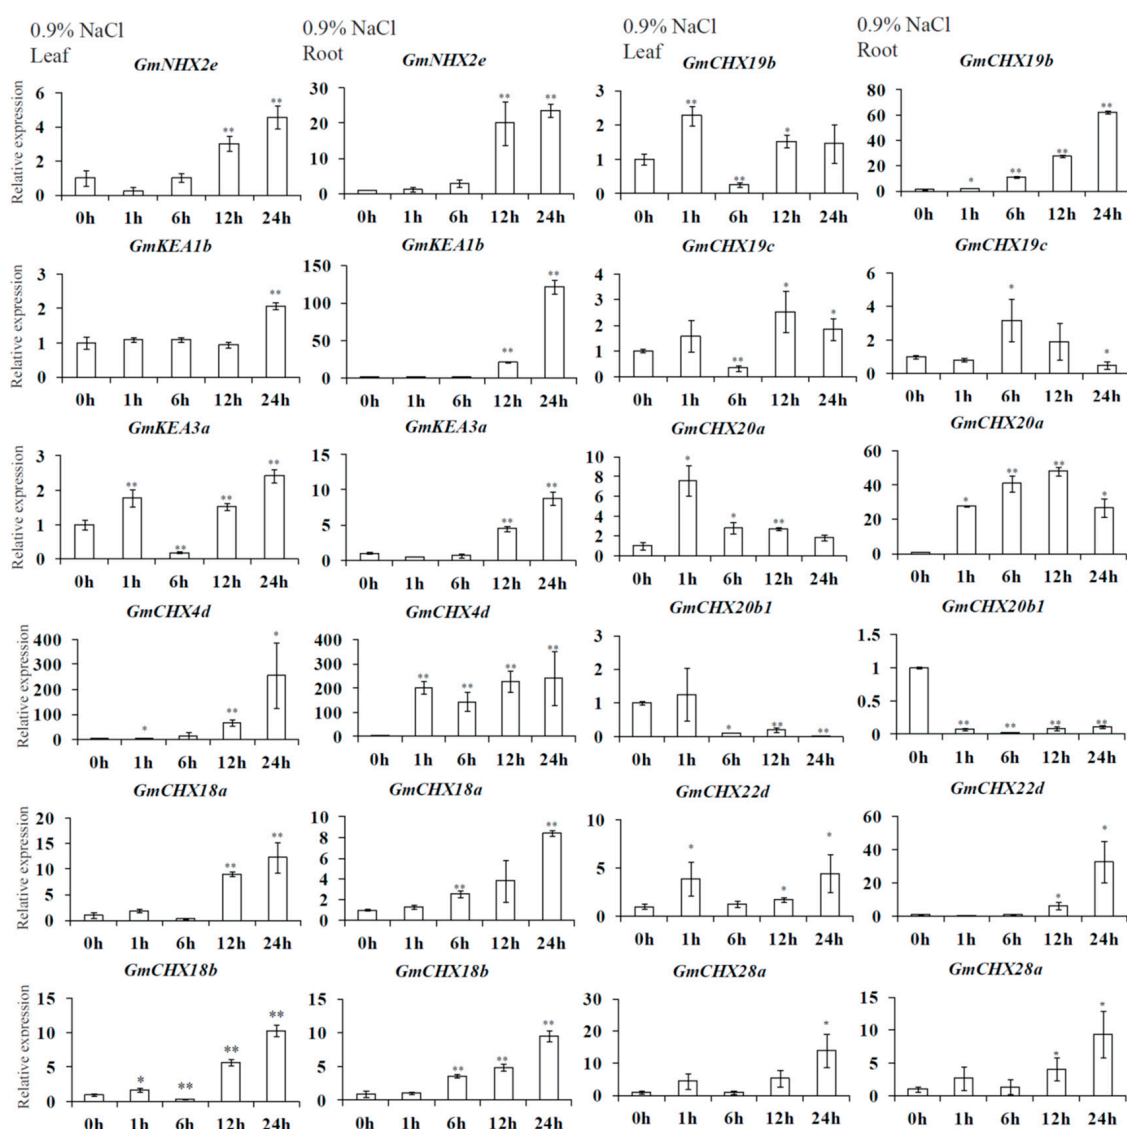 0.9% NaCl
Leaf
0.9% NaCl
Root
0.9% NaCl
Leaf
0.9% NaCl
Root
GmNHX2e
Relative expression
6
4
2
0
** **
0h 1h 6h 12h 24h
GmNHX2e
30
20
10
0
** **
0h 1h 6h 12h 24h
GmCHX19b
3
2
1
0
** ** *
0h 1h 6h 12h 24h
GmCHX19b
80
60
40
20
0
* ** ** **
0h 1h 6h 12h 24h
GmKEA1b
Relative expression
3
2
1
0
**
0h 1h 6h 12h 24h
GmKEA1b
150
100
50
0
** **
0h 1h 6h 12h 24h
GmCHX19c
4
3
2
1
0
** * *
0h 1h 6h 12h 24h
GmCHX19c
6
4
2
0
* *
0h 1h 6h 12h 24h
GmKEA3a
Relative expression
3
2
1
0
** ** ** **
0h 1h 6h 12h 24h
GmKEA3a
15
10
5
0
** **
0h 1h 6h 12h 24h
GmCHX20a
10
8
6
4
2
0
* * **
0h 1h 6h 12h 24h
GmCHX20a
60
40
20
0
* ** ** *
0h 1h 6h 12h 24h
GmCHX4d
Relative expression
400
300
200
100
0
* ** *
0h 1h 6h 12h 24h
GmCHX4d
400
300
200
100
0
** ** ** **
0h 1h 6h 12h 24h
GmCHX20b1
3
2
1
0
* ** **
0h 1h 6h 12h 24h
GmCHX20b1
1.5
1
0.5
0
** ** ** **
0h 1h 6h 12h 24h
GmCHX18a
Relative expression
20
15
10
5
0
** **
0h 1h 6h 12h 24h
GmCHX18a
10
8
6
4
2
0
** **
0h 1h 6h 12h 24h
GmCHX22d
10
5
0
* * *
0h 1h 6h 12h 24h
GmCHX22d
60
40
20
0
* *
0h 1h 6h 12h 24h
GmCHX18b
Relative expression
15
10
5
0
* ** ** **
0h 1h 6h 12h 24h
GmCHX18b
15
10
5
0
** ** **
0h 1h 6h 12h 24h
GmCHX28a
30
20
10
0
*
0h 1h 6h 12h 24h
GmCHX28a
15
10
5
0
* *
0h 1h 6h 12h 24h